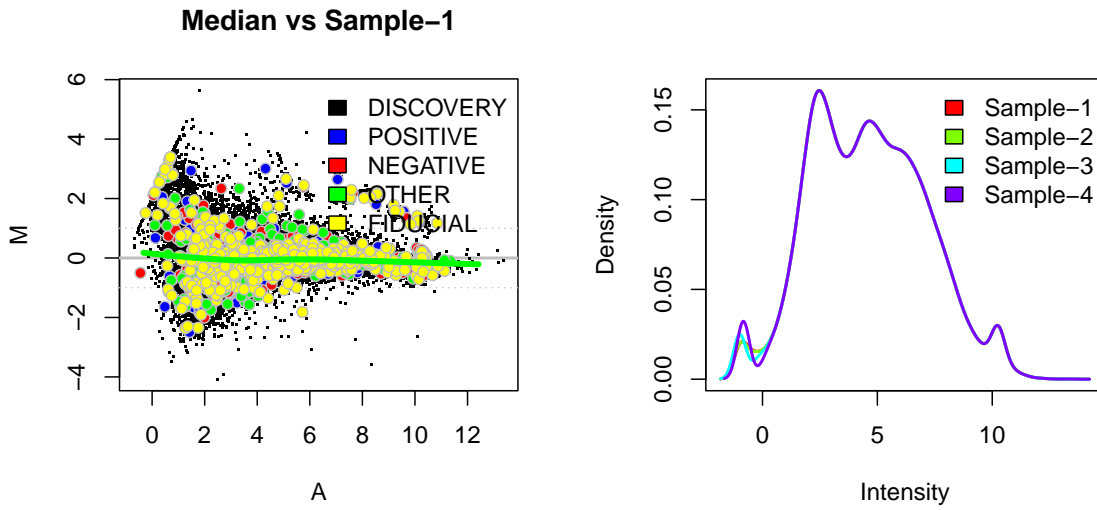 Median vs Sample−1
M
6
4
2
0
−2
−4
DISCOVERY
POSITIVE
NEGATIVE
OTHER
FIDUCIAL
0 2 4 6 8 10 12
A
Density
0.15
0.10
0.05
0.00
Sample−1
Sample−2
Sample−3
Sample−4
0 5 10
Intensity